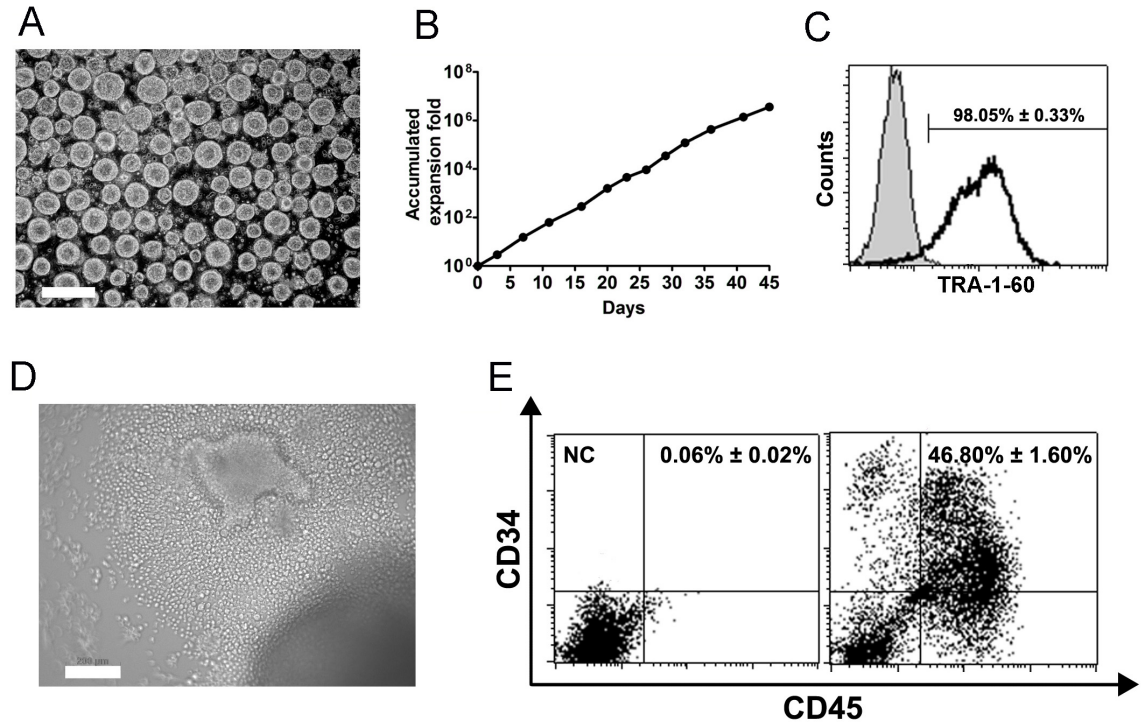 A
B
C
Accumulated
expansion fold
10⁸
10⁶
10⁴
10²
10⁰
0 5 10 15 20 25 30 35 40 45
Days
Counts
98.05% ± 0.33%
TRA-1-60
D
200 μm
E
NC
0.06% ± 0.02%
46.80% ± 1.60%
CD34
CD45